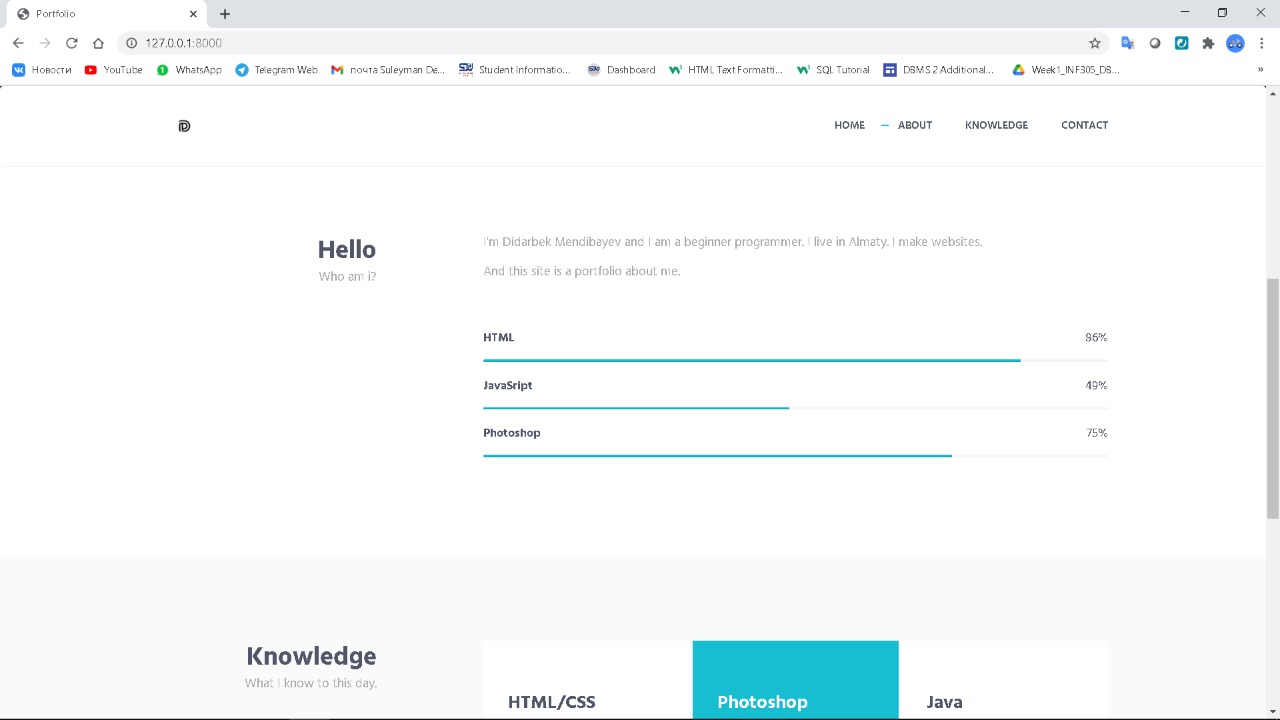 Portfolio
127.0.0.1:8000
Новости YouTube WhatsApp Telegram Web почта Suleyman De... Student Informatio... Dashboard HTML Text Formatti... SQL Tutorial DBMS 2 Additional... Week1_INF305_DB... »
HOME ABOUT KNOWLEDGE CONTACT
Hello
Who am i?
I'm Didarbek Mendibayev and I am a beginner programmer. I live in Almaty. I make websites.
And this site is a portfolio about me.
HTML 86%
JavaSript 49%
Photoshop 75%
Knowledge
What I know to this day.
HTML/CSS Photoshop Java